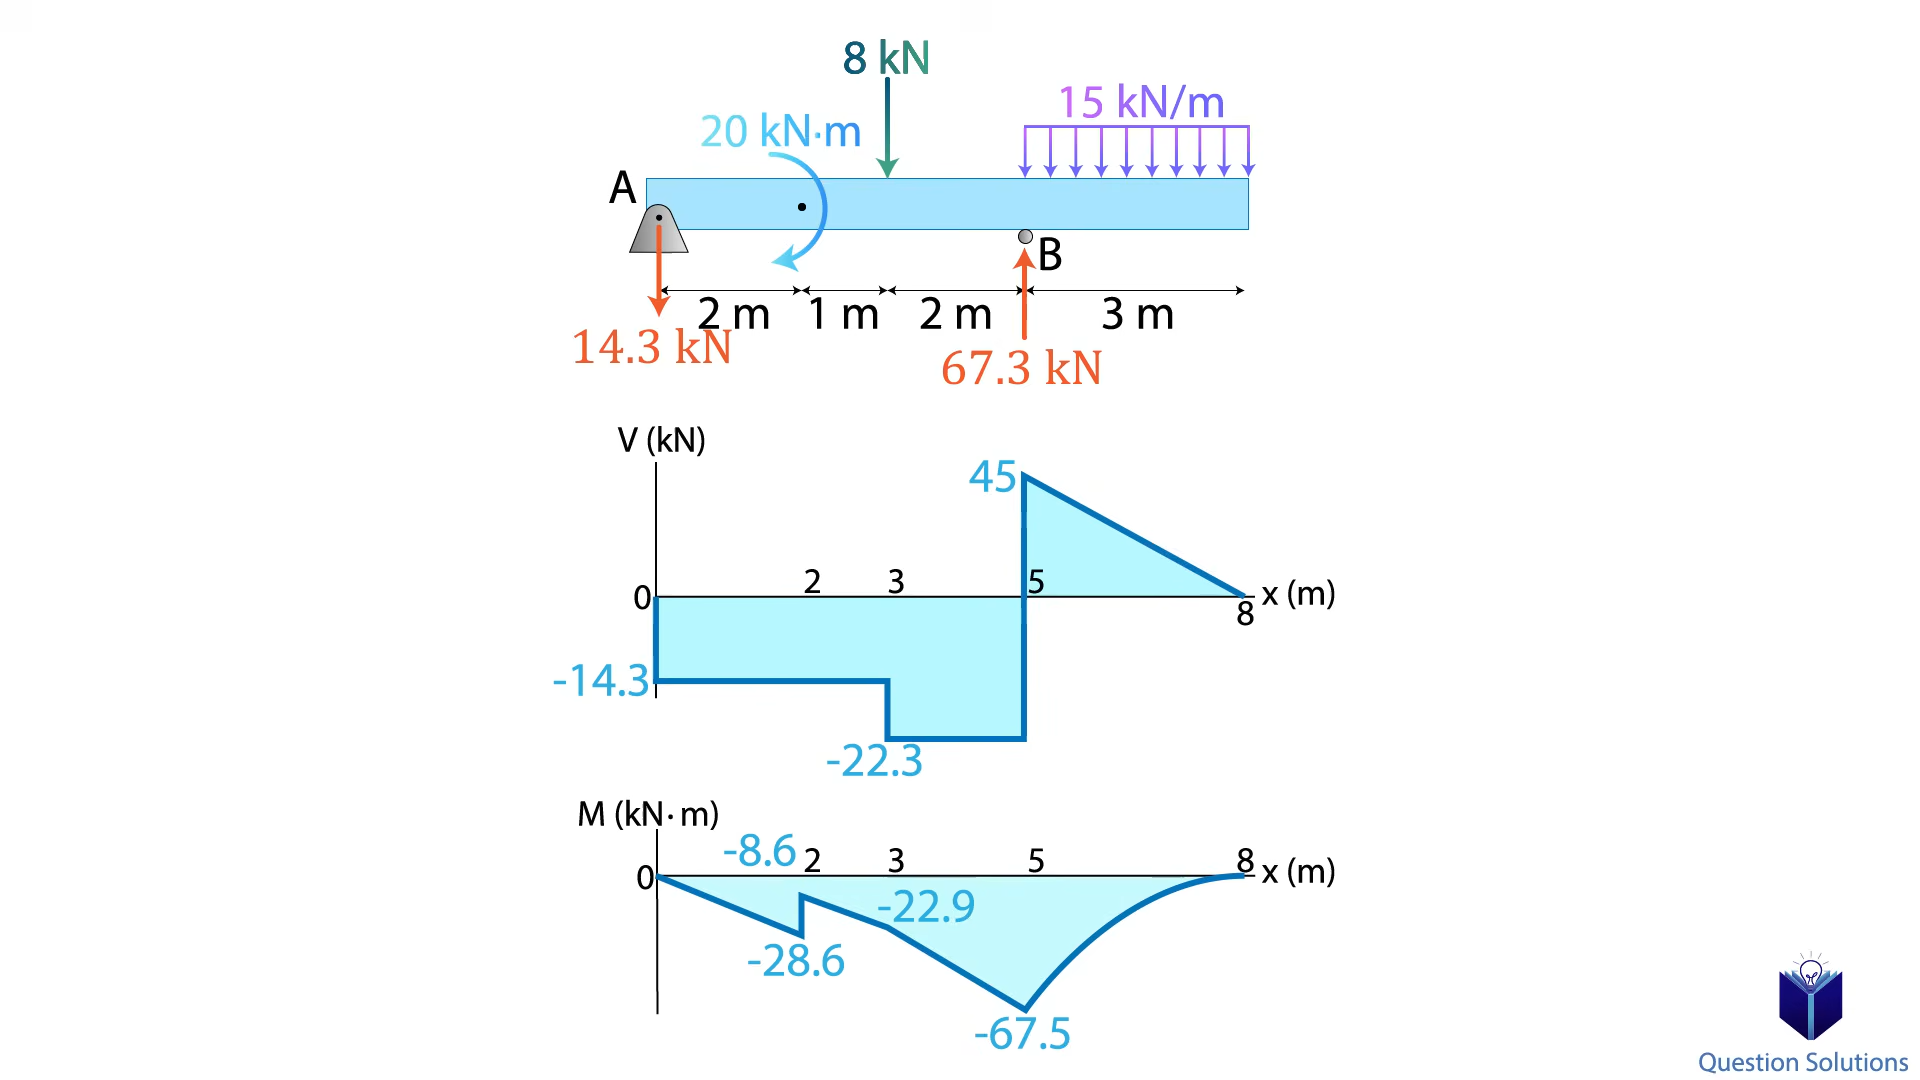 8 kN
15 kN/m
20 kN·m
A
B
2 m 1 m 2 m 3 m
14.3 kN
67.3 kN
V (kN)
45
2 3 5
0 x (m)
8
-14.3
-22.3
M (kN·m)
-8.6 2 3 5 8
0 x (m)
-22.9
-28.6
-67.5
Question Solutions